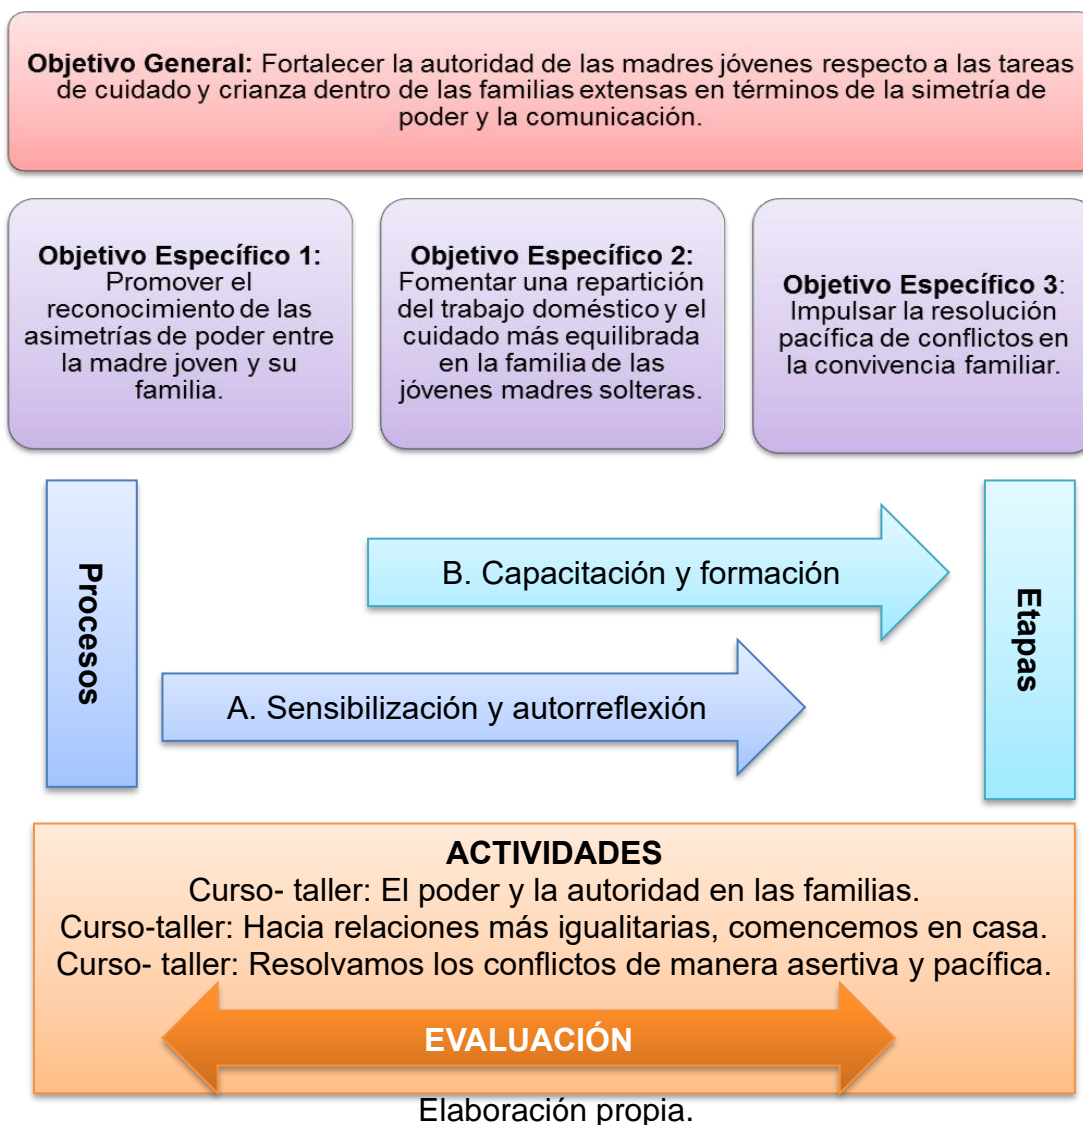 Objetivo General: Fortalecer la autoridad de las madres jóvenes respecto a las tareas
de cuidado y crianza dentro de las familias extensas en términos de la simetría de
poder y la comunicación.
Objetivo Específico 1:
Promover el
reconocimiento de las
asimetrías de poder entre
la madre joven y su
familia.
Objetivo Específico 2:
Fomentar una repartición
del trabajo doméstico y el
cuidado más equilibrada
en la familia de las
jóvenes madres solteras.
Objetivo Específico 3:
Impulsar la resolución
pacífica de conflictos en
la convivencia familiar.
Procesos
B. Capacitación y formación
A. Sensibilización y autorreflexión
Etapas
ACTIVIDADES
Curso- taller: El poder y la autoridad en las familias.
Curso-taller: Hacia relaciones más igualitarias, comencemos en casa.
Curso- taller: Resolvamos los conflictos de manera asertiva y pacífica.
EVALUACIÓN
Elaboración propia.